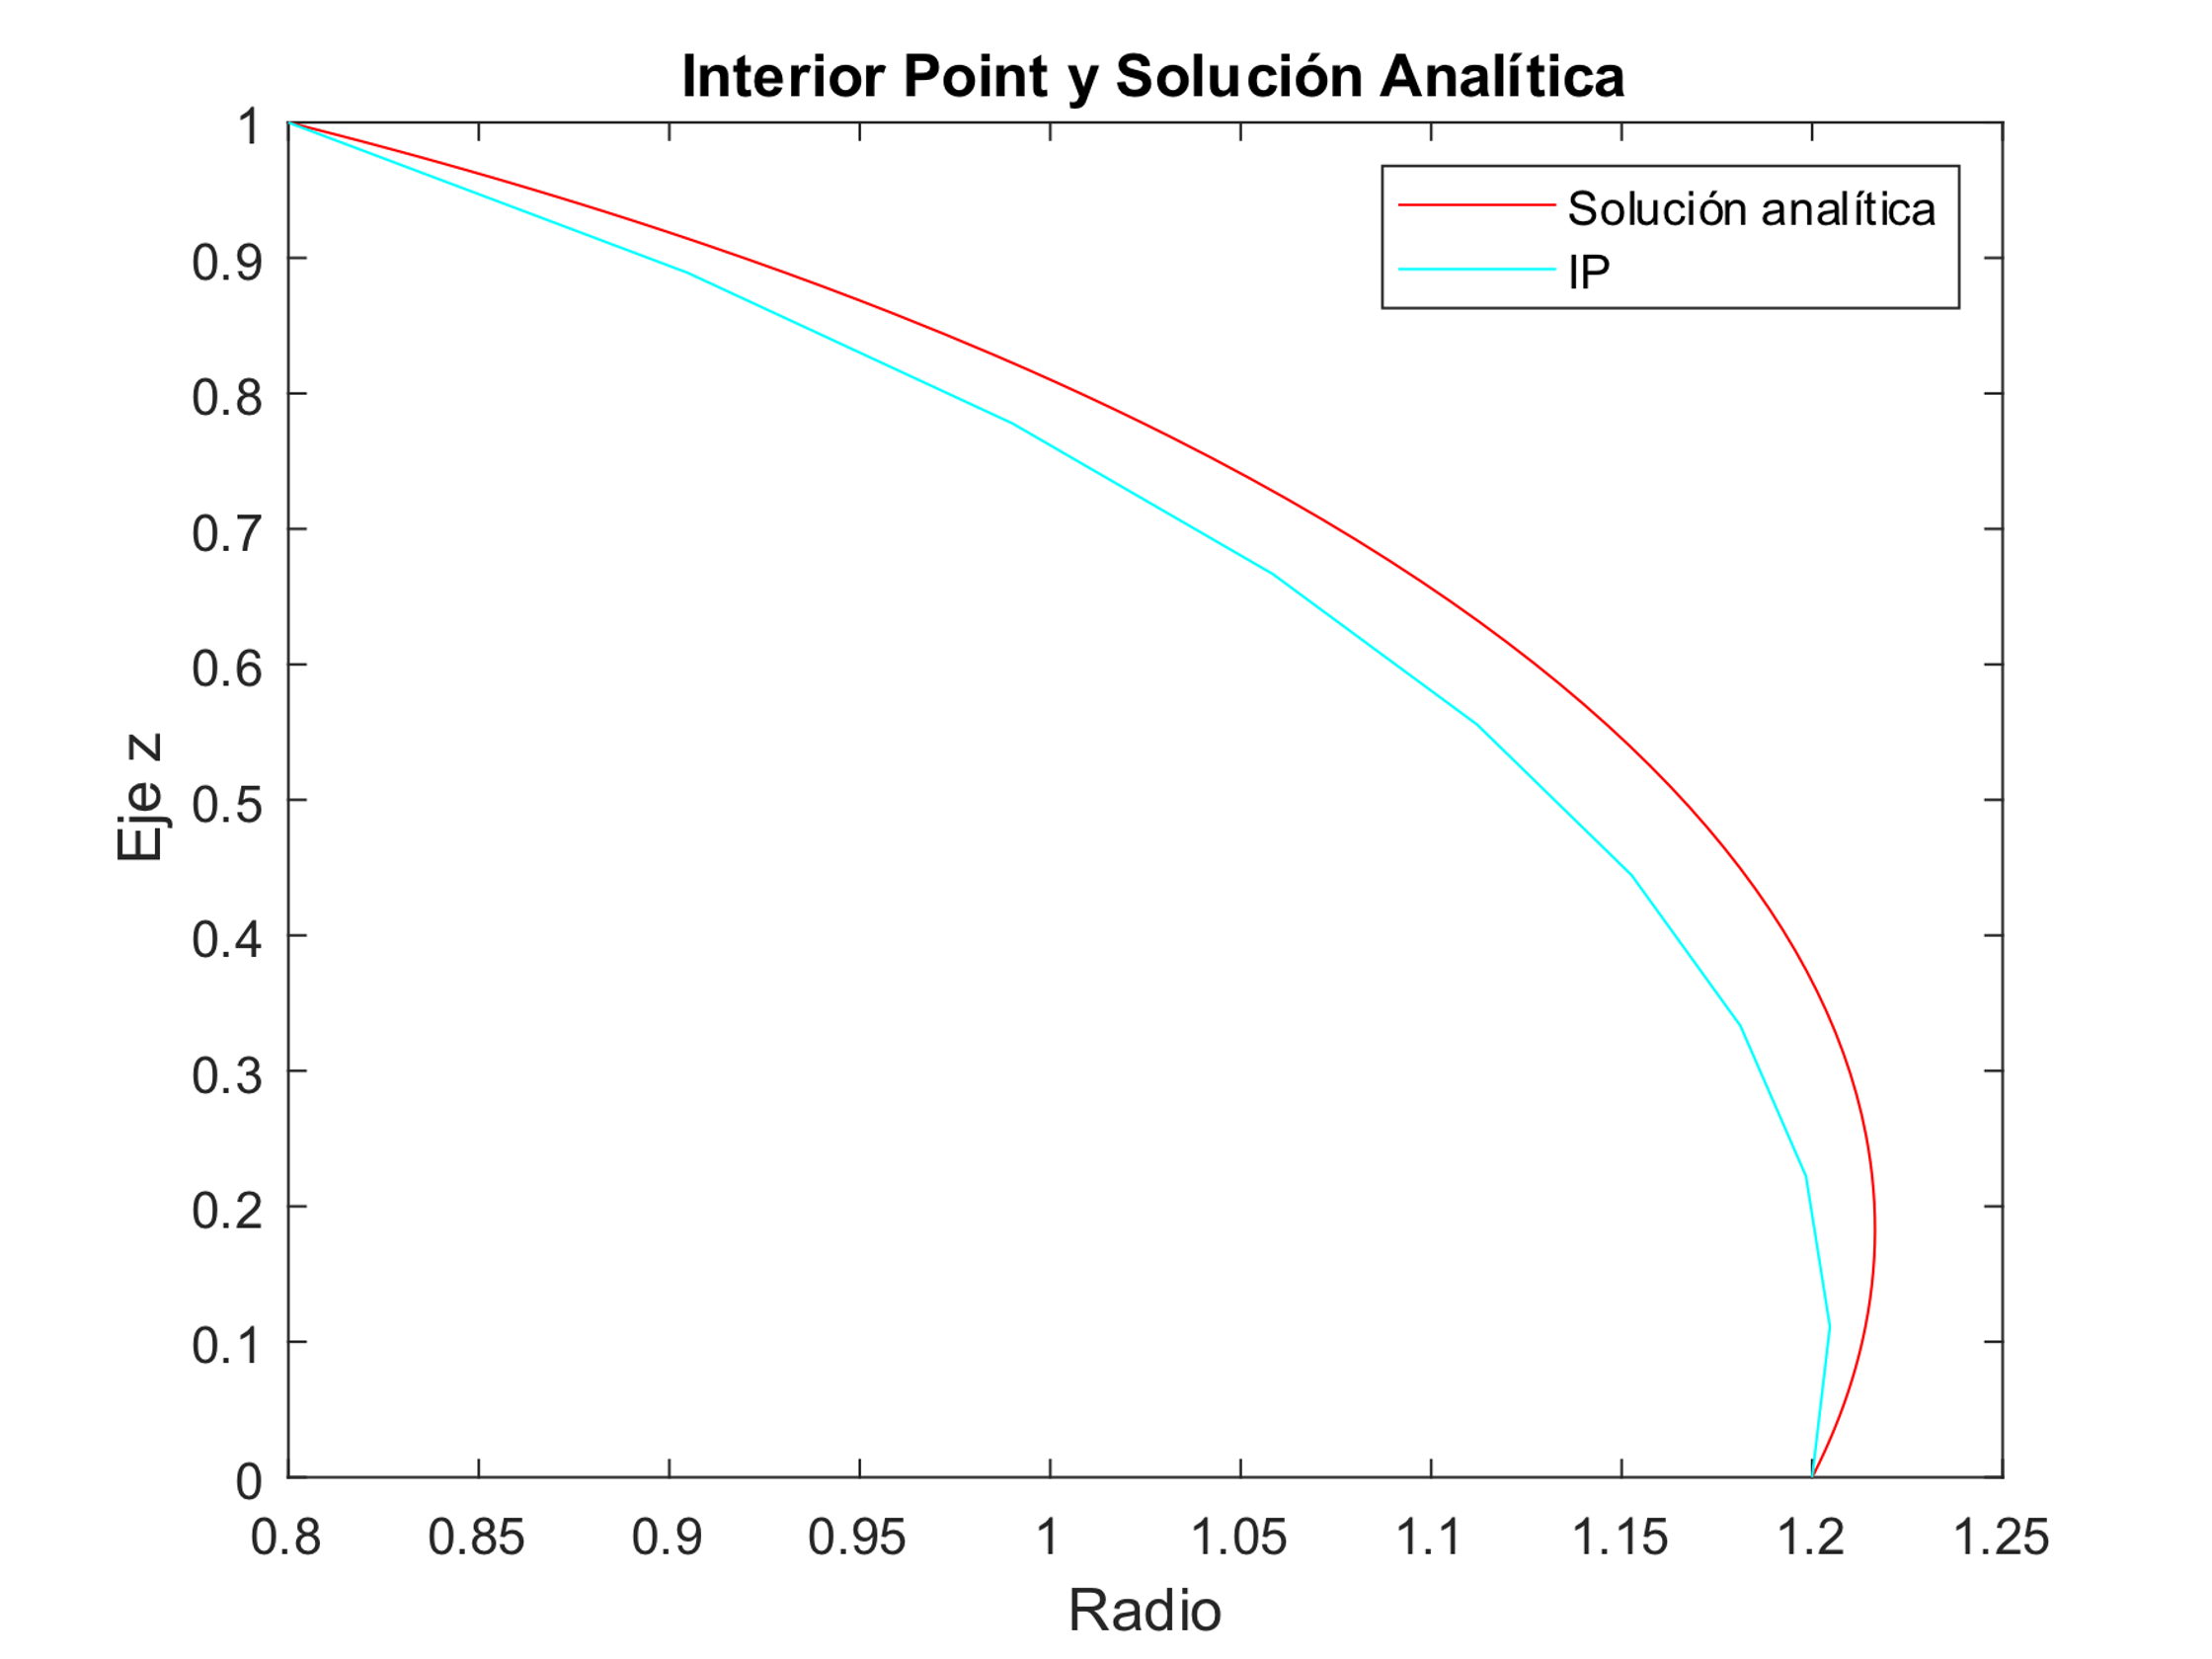 Interior Point y Solución Analítica
Solución analítica
IP
1
0.9
0.8
0.7
0.6
0.5
0.4
0.3
0.2
0.1
0
Eje z
0.8 0.85 0.9 0.95 1 1.05 1.1 1.15 1.2 1.25
Radio